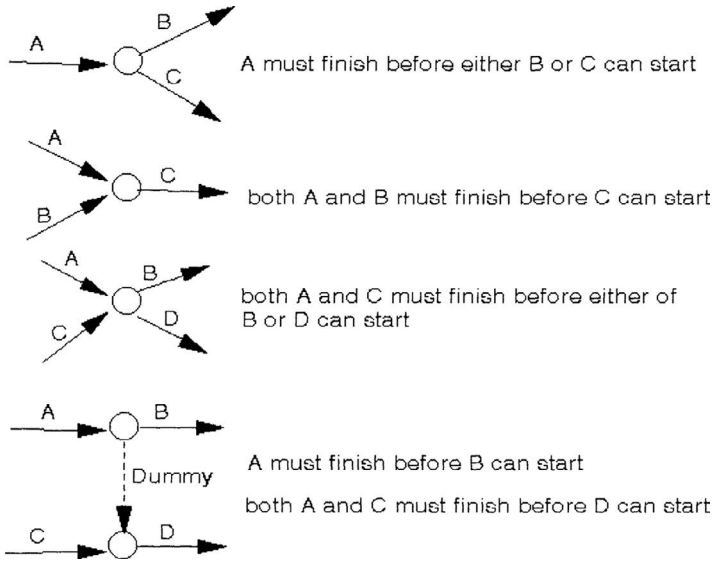 B
A
C
A must finish before either B or C can start
A
C
B
both A and B must finish before C can start
A
B
C
D
both A and C must finish before either of
B or D can start
A
B
Dummy
A must finish before B can start
both A and C must finish before D can start
C
D